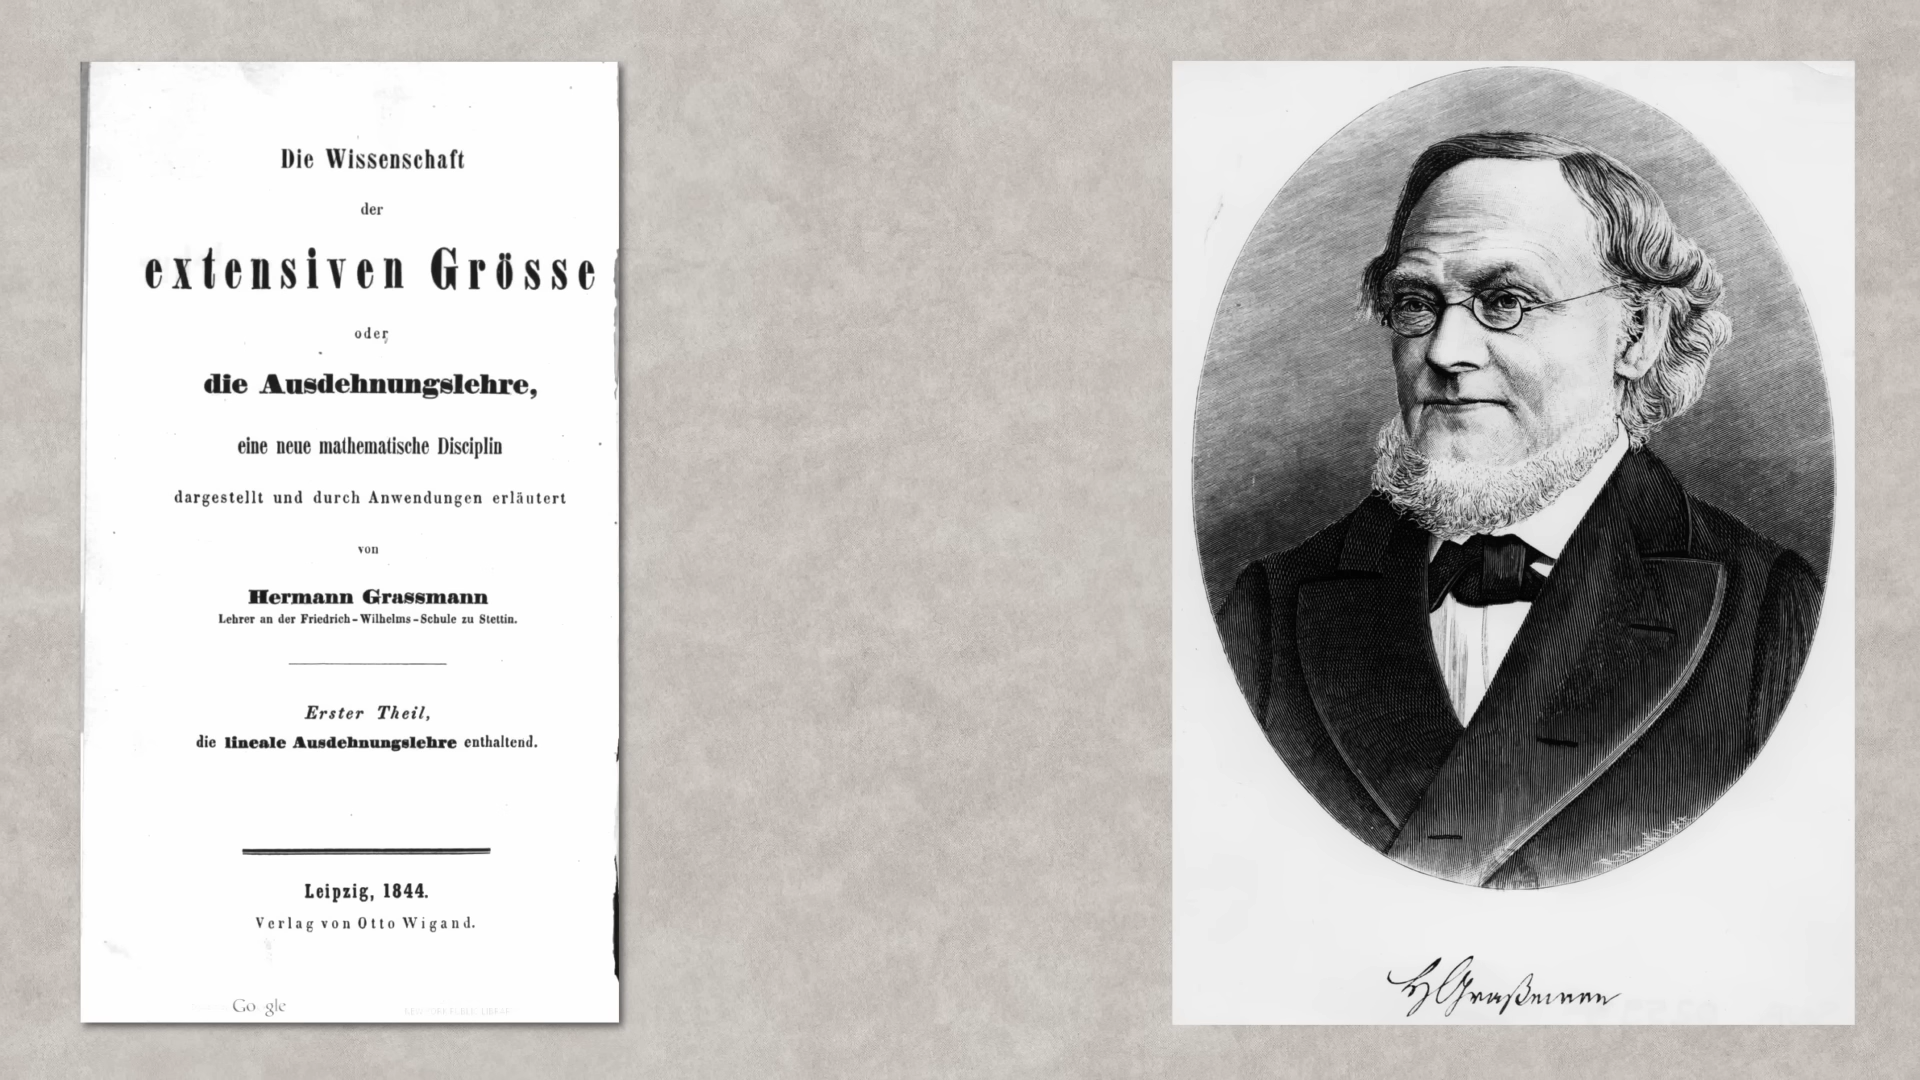 Die Wissenschaft
der
extensiven Grösse
oder
die Ausdehnungslehre,
eine neue mathematische Disciplin
dargestellt und durch Anwendungen erläutert
von
Hermann Grassmann
Lehrer an der Friedrich-Wilhelms-Schule zu Stettin.
Erster Theil,
die lineale Ausdehnungslehre enthaltend.
Leipzig, 1844.
Verlag von Otto Wigand.
Google
H Graßmann